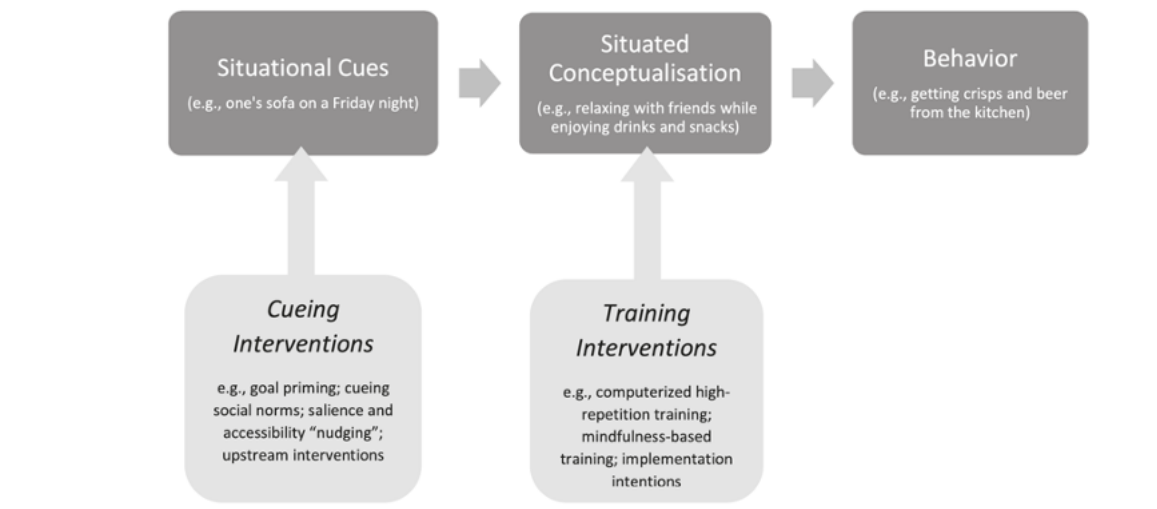 Situational Cues
(e.g., one's sofa on a Friday night)
Situated
Conceptualisation
(e.g., relaxing with friends while
enjoying drinks and snacks)
Behavior
(e.g., getting crisps and beer
from the kitchen)
Cueing
Interventions
e.g., goal priming; cueing
social norms; salience and
accessibility “nudging”;
upstream interventions
Training
Interventions
e.g., computerized high-
repetition training;
mindfulness-based
training; implementation
intentions